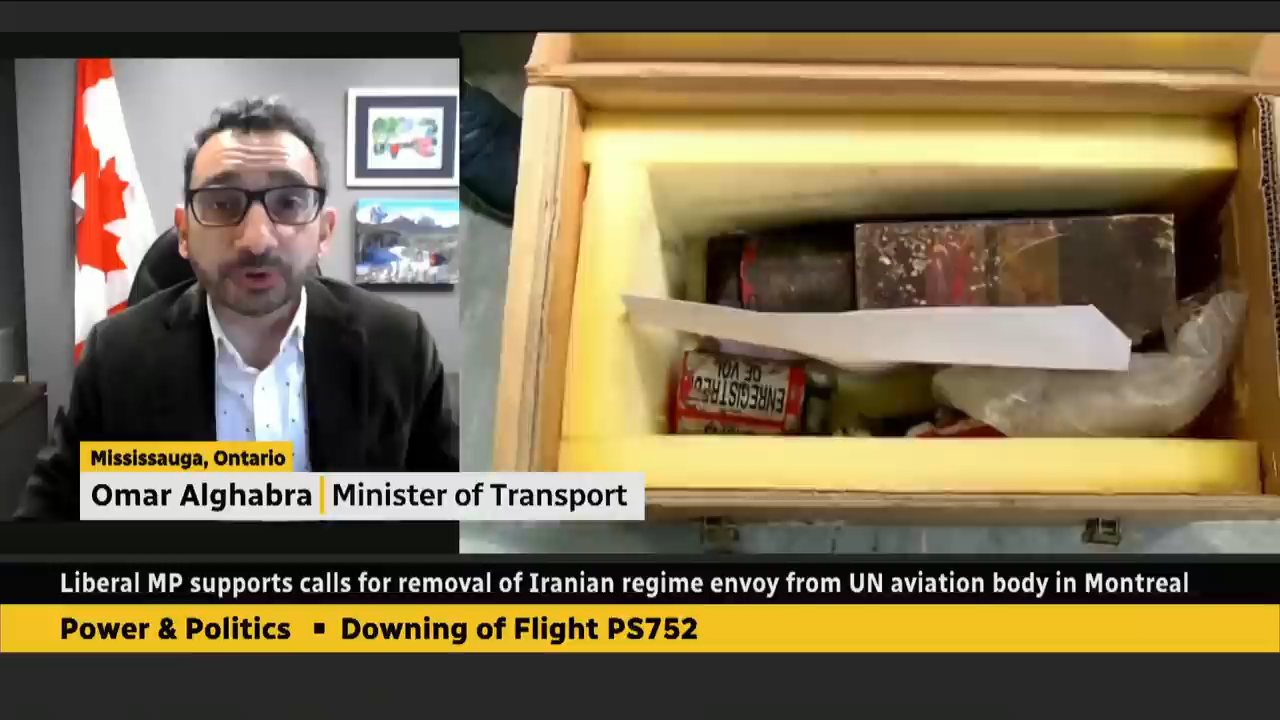 ENREGISTREU
DE VOL
Mississauga, Ontario
Omar Alghabra | Minister of Transport
Liberal MP supports calls for removal of Iranian regime envoy from UN aviation body in Montreal
Power & Politics ▪ Downing of Flight PS752